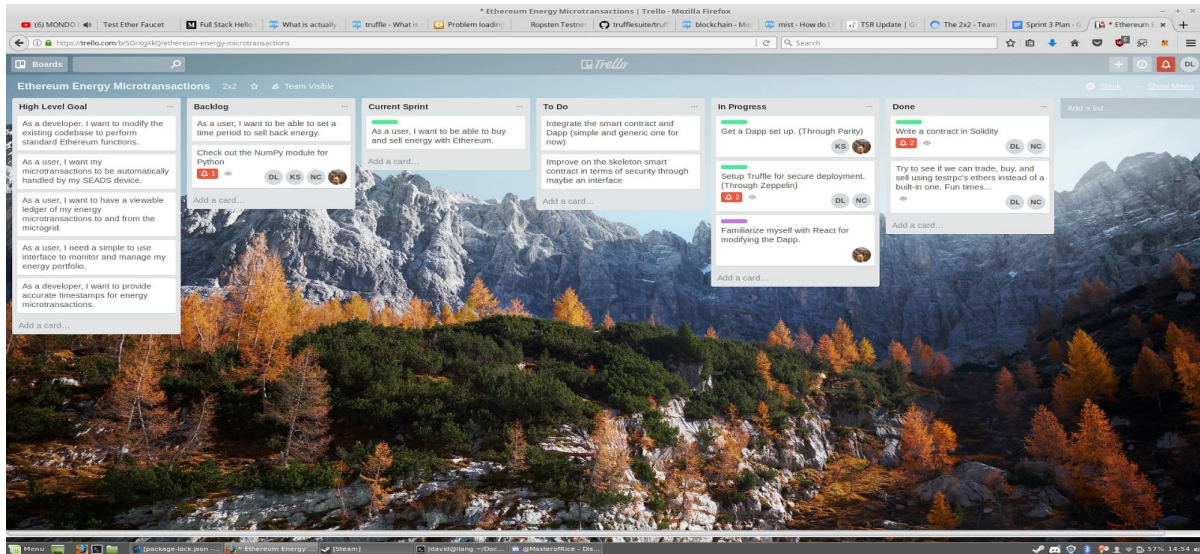 * Ethereum Energy Microtransactions | Trello - Mozilla Firefox
(6) MONDO
Test Ether Faucet
Full Stack Hello
What is actually
truffle - What is
Problem loading
Ropsten Testnet
trufflesuite/truff
blockchain - Mist
mist - How do I
TSR Update | G
The 2x2 - Team
Sprint 3 Plan - G
* Ethereum E
https://trello.com/b/5GrXgXkQ/ethereum-energy-microtransactions
Search
Boards
Trello
DL
Ethereum Energy Microtransactions
2x2
Team Visible
Slack
Show Menu
High Level Goal
As a developer, I want to modify the
existing codebase to perform
standard Ethereum functions.
As a user, I want my
microtransactions to be automatically
handled by my SEADS device.
As a user, I want to have a viewable
ledger of my energy
microtransactions to and from the
microgrid.
As a user, I need a simple to use
interface to monitor and manage my
energy portfolio.
As a developer, I want to provide
accurate timestamps for energy
microtransactions.
Add a card...
Backlog
As a user, I want to be able to set a
time period to sell back energy.
Check out the NumPy module for
Python
1
DL KS NC
Add a card...
Current Sprint
As a user, I want to be able to buy
and sell energy with Ethereum.
Add a card...
To Do
Integrate the smart contract and
Dapp (simple and generic one for
now)
Improve on the skeleton smart
contract in terms of security through
maybe an interface
Add a card...
In Progress
Get a Dapp set up. (Through Parity)
KS
Setup Truffle for secure deployment.
(Through Zeppelin)
2
DL NC
Familiarize myself with React for
modifying the Dapp.
Add a card...
Done
Write a contract in Solidity
2
DL NC
Try to see if we can trade, buy, and
sell using testrpc's ethers instead of a
built-in one. Fun times...
DL NC
Add a card...
Add a list...
Menu
[package-lock.json -...
* Ethereum Energy ...
[Steam]
[david@liang ~/Doc...
@MasterofRice - Dis...
57% 14:54